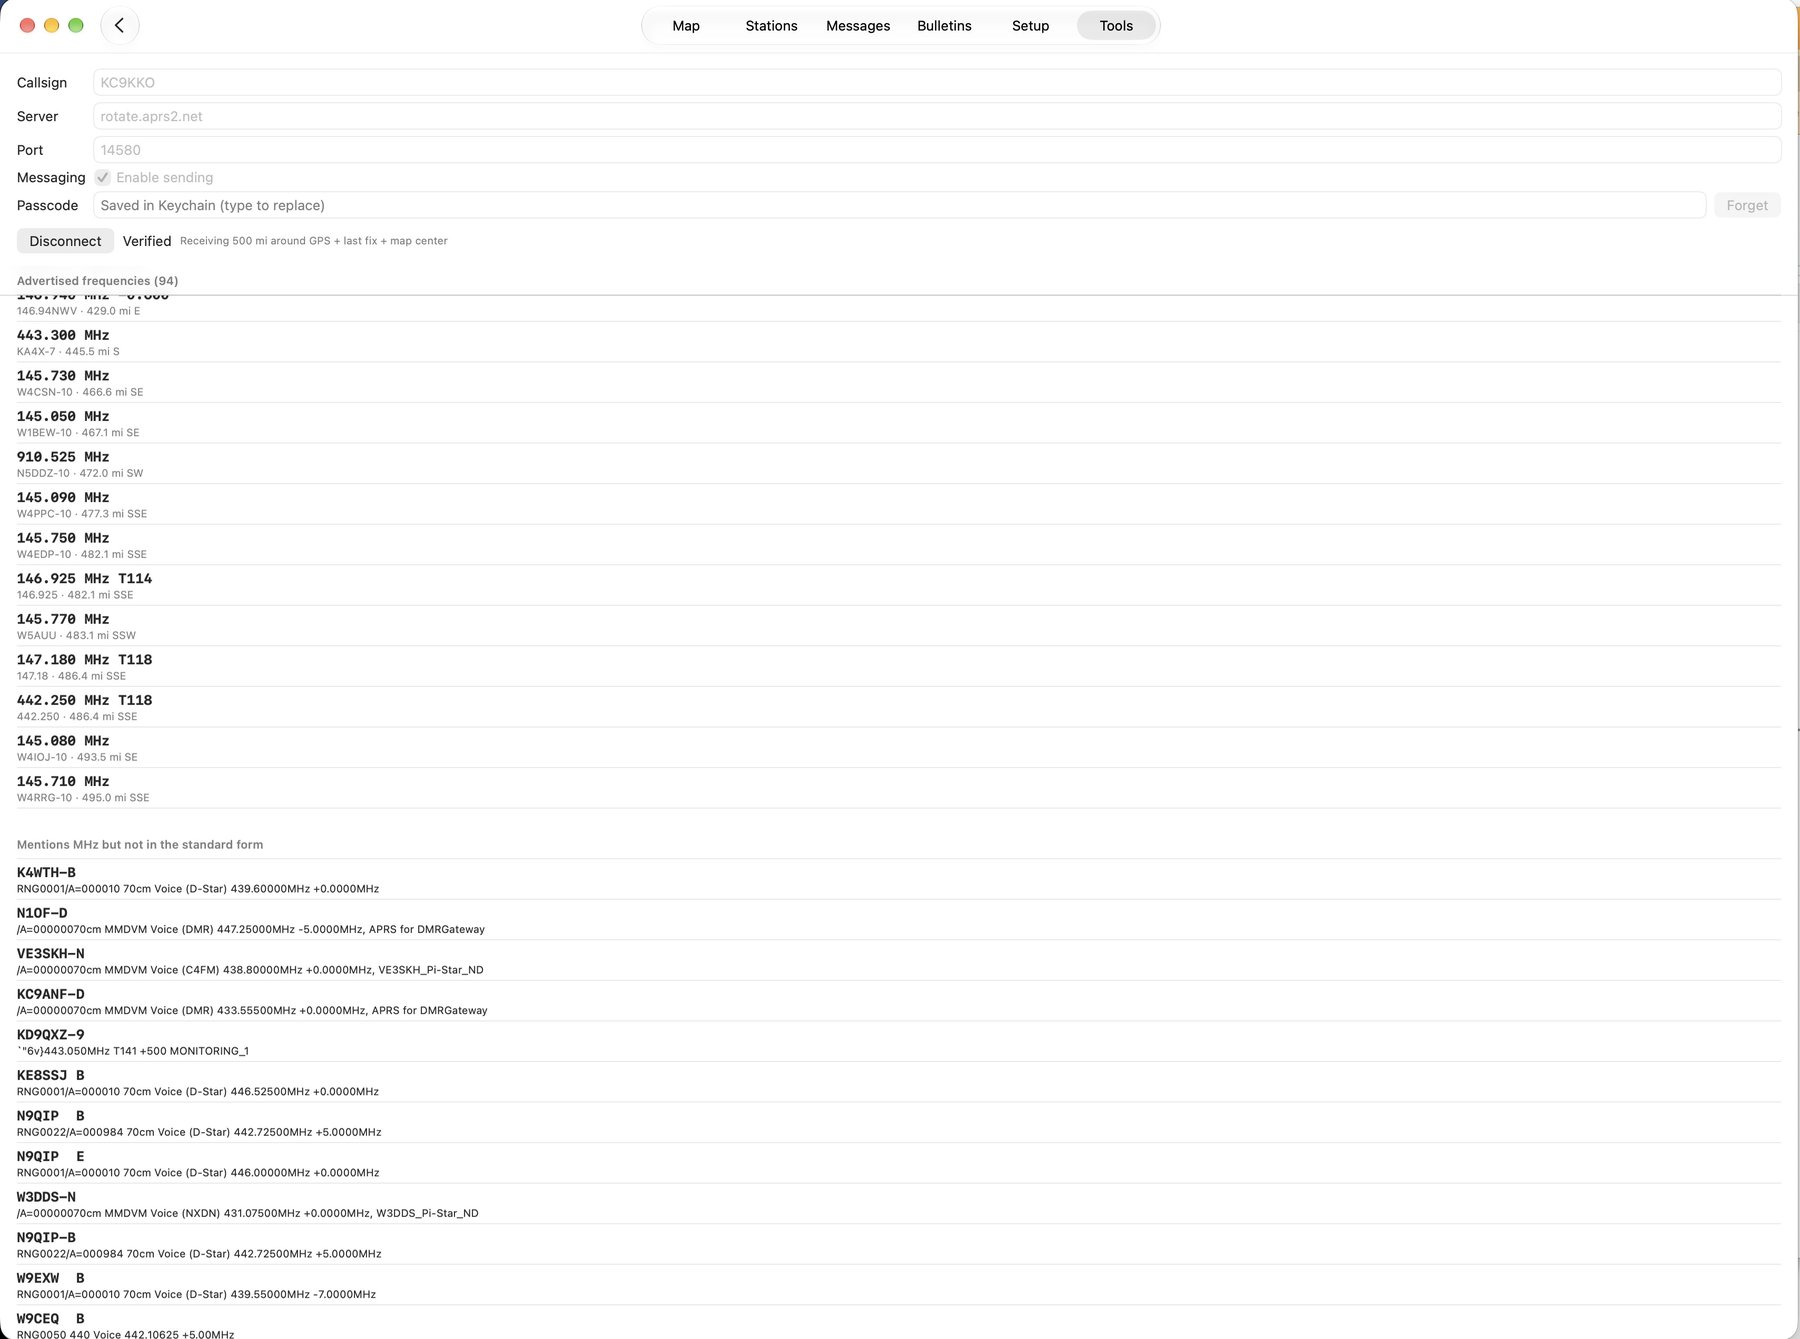 Map
Stations
Messages
Bulletins
Setup
Tools
Callsign KC9KKO
Server rotate.aprs2.net
Port 14580
Messaging Enable sending
Passcode Saved in Keychain (type to replace) Forget
Disconnect Verified Receiving 500 mi around GPS + last fix + map center
Advertised frequencies (94)
146.940 MHz -0.600
146.94NWV · 429.0 mi E
443.300 MHz
KA4X-7 · 445.5 mi S
145.730 MHz
W4CSN-10 · 466.6 mi SE
145.050 MHz
W1BEW-10 · 467.1 mi SE
910.525 MHz
N5DDZ-10 · 472.0 mi SW
145.090 MHz
W4PPC-10 · 477.3 mi SSE
145.750 MHz
W4EDP-10 · 482.1 mi SSE
146.925 MHz T114
146.925 · 482.1 mi SSE
145.770 MHz
W5AUU · 483.1 mi SSW
147.180 MHz T118
147.18 · 486.4 mi SSE
442.250 MHz T118
442.250 · 486.4 mi SSE
145.080 MHz
W4IOJ-10 · 493.5 mi SE
145.710 MHz
W4RRG-10 · 495.0 mi SSE
Mentions MHz but not in the standard form
K4WTH-B
RNG0001/A=000010 70cm Voice (D-Star) 439.60000MHz +0.0000MHz
N1OF-D
/A=00000070cm MMDVM Voice (DMR) 447.25000MHz -5.0000MHz, APRS for DMRGateway
VE3SKH-N
/A=00000070cm MMDVM Voice (C4FM) 438.80000MHz +0.0000MHz, VE3SKH_Pi-Star_ND
KC9ANF-D
/A=00000070cm MMDVM Voice (DMR) 433.55500MHz +0.0000MHz, APRS for DMRGateway
KD9QXZ-9
`"6v}443.050MHz T141 +500 MONITORING_1
KE8SSJ B
RNG0001/A=000010 70cm Voice (D-Star) 446.52500MHz +0.0000MHz
N9QIP  B
RNG0022/A=000984 70cm Voice (D-Star) 442.72500MHz +5.0000MHz
N9QIP  E
RNG0001/A=000010 70cm Voice (D-Star) 446.00000MHz +0.0000MHz
W3DDS-N
/A=00000070cm MMDVM Voice (NXDN) 431.07500MHz +0.0000MHz, W3DDS_Pi-Star_ND
N9QIP-B
RNG0022/A=000984 70cm Voice (D-Star) 442.72500MHz +5.0000MHz
W9EXW  B
RNG0001/A=000010 70cm Voice (D-Star) 439.55000MHz -7.0000MHz
W9CEQ  B
RNG0050 440 Voice 442.10625 +5.00MHz